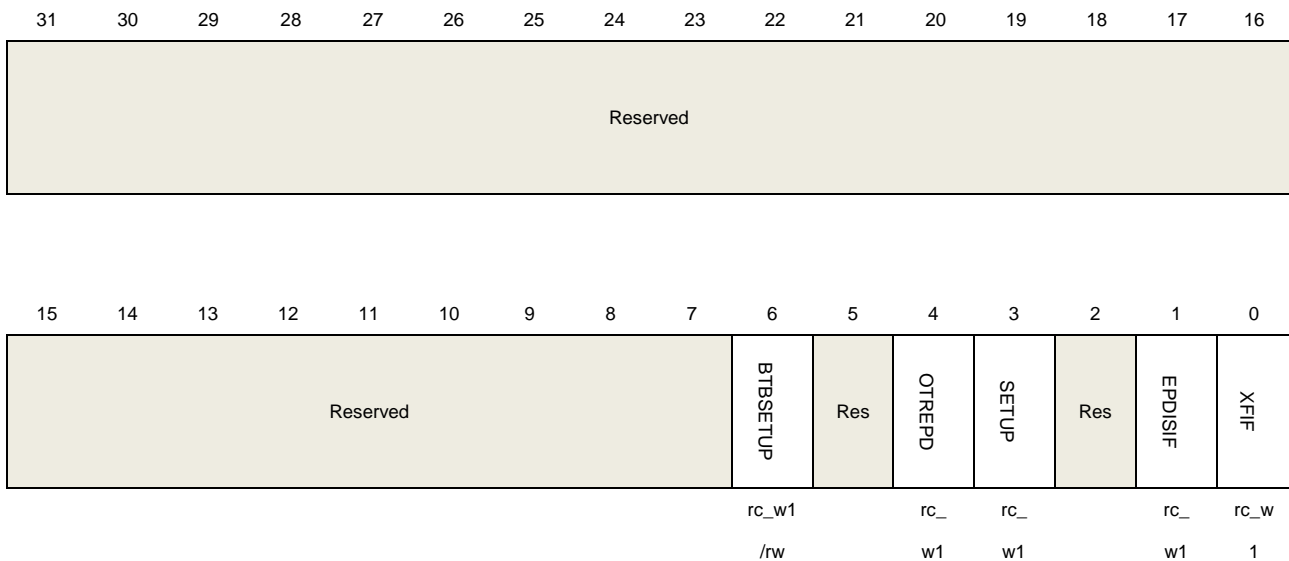 31 30 29 28 27 26 25 24 23 22 21 20 19 18 17 16
Reserved
15 14 13 12 11 10 9 8 7 6 5 4 3 2 1 0
Reserved BTBSETUP Res OTREPD SETUP Res EPDISIF XFIF
rc_w1 rc_ rc_ rc_ rc_w
/rw w1 w1 w1 1